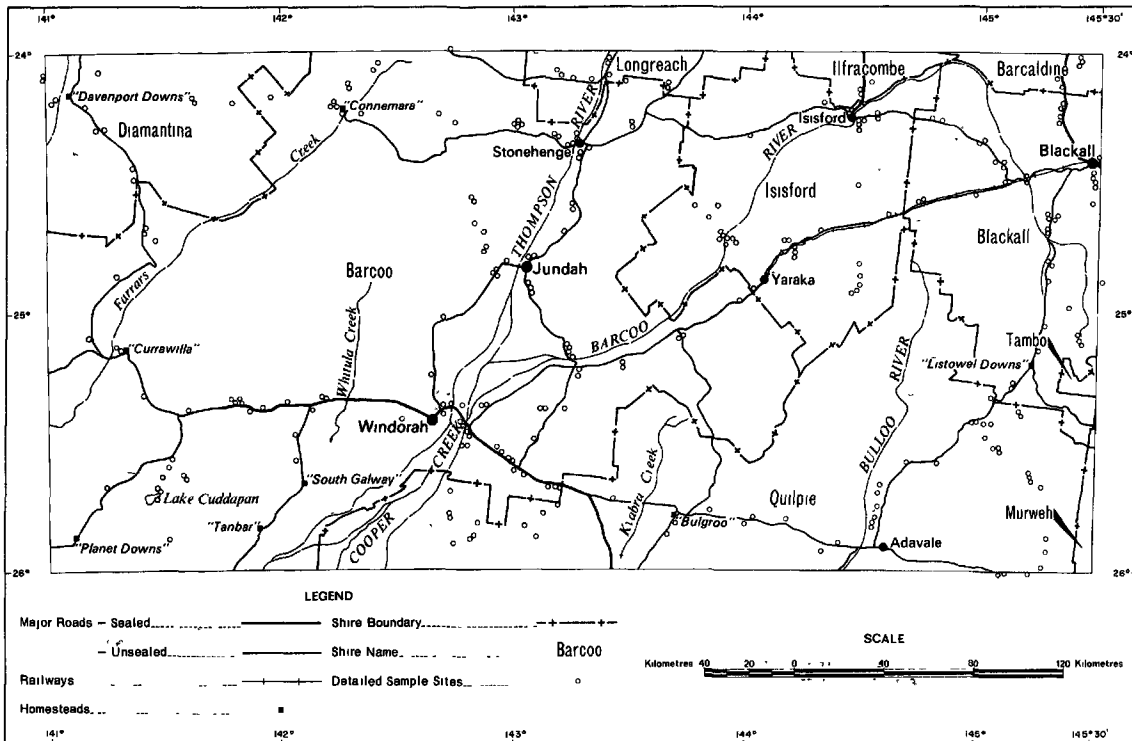 141° 142° 143° 144° 145° 145°30'
24° 24°
Longreach
Ilfracombe
Barcaldine
"Davenport Downs"
"Connemara"
Diamantina
RIVER
Isisford
Creek
Stonehenge
RIVER
Blackall
Isisford
THOMPSON
Blackall
Barcoo
Jundah
Yaraka
Farrars
25° 25°
Whitula Creek
BARCOO
RIVER
Tambo
"Currawilla"
"Listowel Downs"
Windorah
CREEK
BULLOO
"South Galway"
Lake Cuddapan
Kiabra Creek
Quilpie
"Tanbar"
"Bulgroo"
Murweh
COOPER
"Planet Downs"
Adavale
26° 26°
LEGEND
Major Roads – Sealed Shire Boundary
– Unsealed Shire Name Barcoo
Railways Detailed Sample Sites
Homesteads
SCALE
Kilometres 40 20 0 40 80 120 Kilometres
141° 142° 143° 144° 145° 145°30'